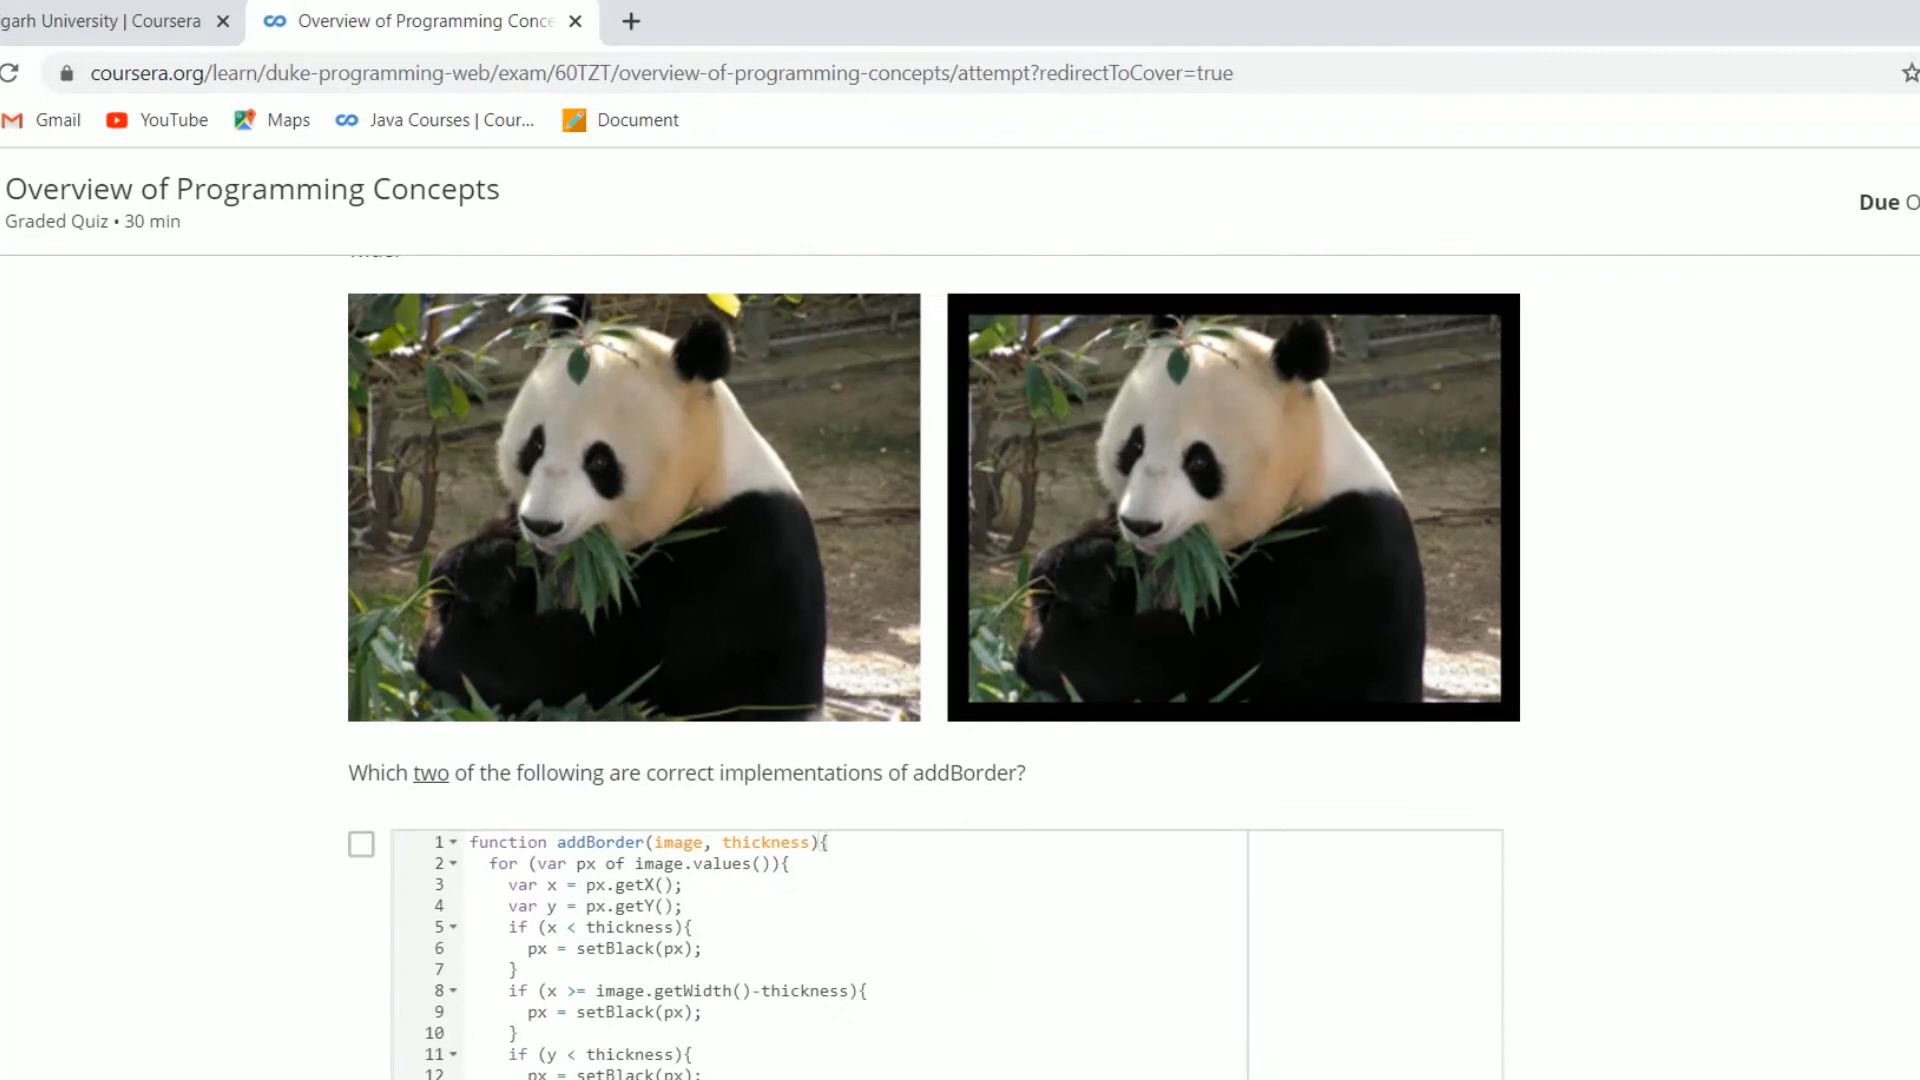 garh University | Coursera
Overview of Programming Conce
coursera.org/learn/duke-programming-web/exam/60TZT/overview-of-programming-concepts/attempt?redirectToCover=true
Gmail YouTube Maps Java Courses | Cour... Document
Overview of Programming Concepts
Graded Quiz • 30 min
Due O
Which two of the following are correct implementations of addBorder?
1 function addBorder(image, thickness){
2 for (var px of image.values()){
3 var x = px.getX();
4 var y = px.getY();
5 if (x < thickness){
6 px = setBlack(px);
7 }
8 if (x >= image.getWidth()-thickness){
9 px = setBlack(px);
10 }
11 if (y < thickness){
12 px = setBlack(px);